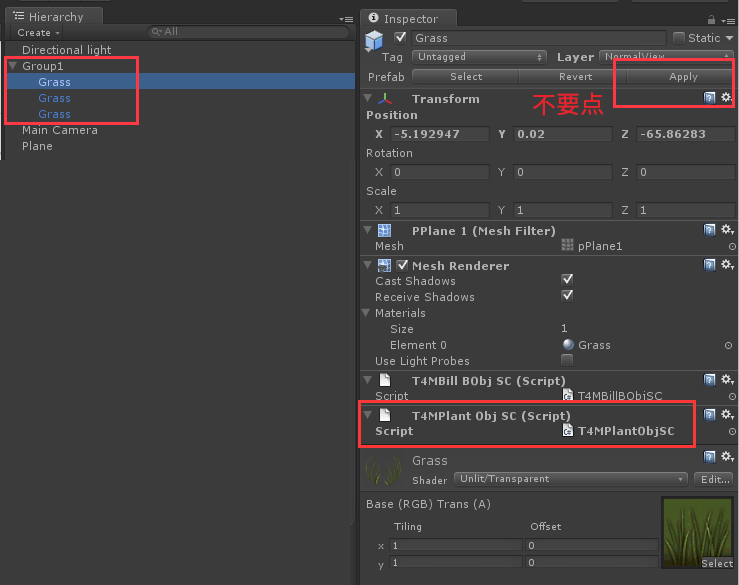 Hierarchy
Create
All
Directional light
Group1
Grass
Grass
Grass
Main Camera
Plane
Inspector
Grass
Static
Tag Untagged Layer NormalView
Prefab Select Revert Apply
不要点
Transform
Position
X -5.192947 Y 0.02 Z -65.86283
Rotation
X 0 Y 0 Z 0
Scale
X 1 Y 1 Z 1
PPlane 1 (Mesh Filter)
Mesh pPlane1
Mesh Renderer
Cast Shadows
Receive Shadows
Materials
Size 1
Element 0 Grass
Use Light Probes
T4MBill BObj SC (Script)
Script T4MBillBObjSC
T4MPlant Obj SC (Script)
Script T4MPlantObjSC
Grass
Shader Unlit/Transparent Edit...
Base (RGB) Trans (A)
Tiling Offset
x 1 0
y 1 0
Select